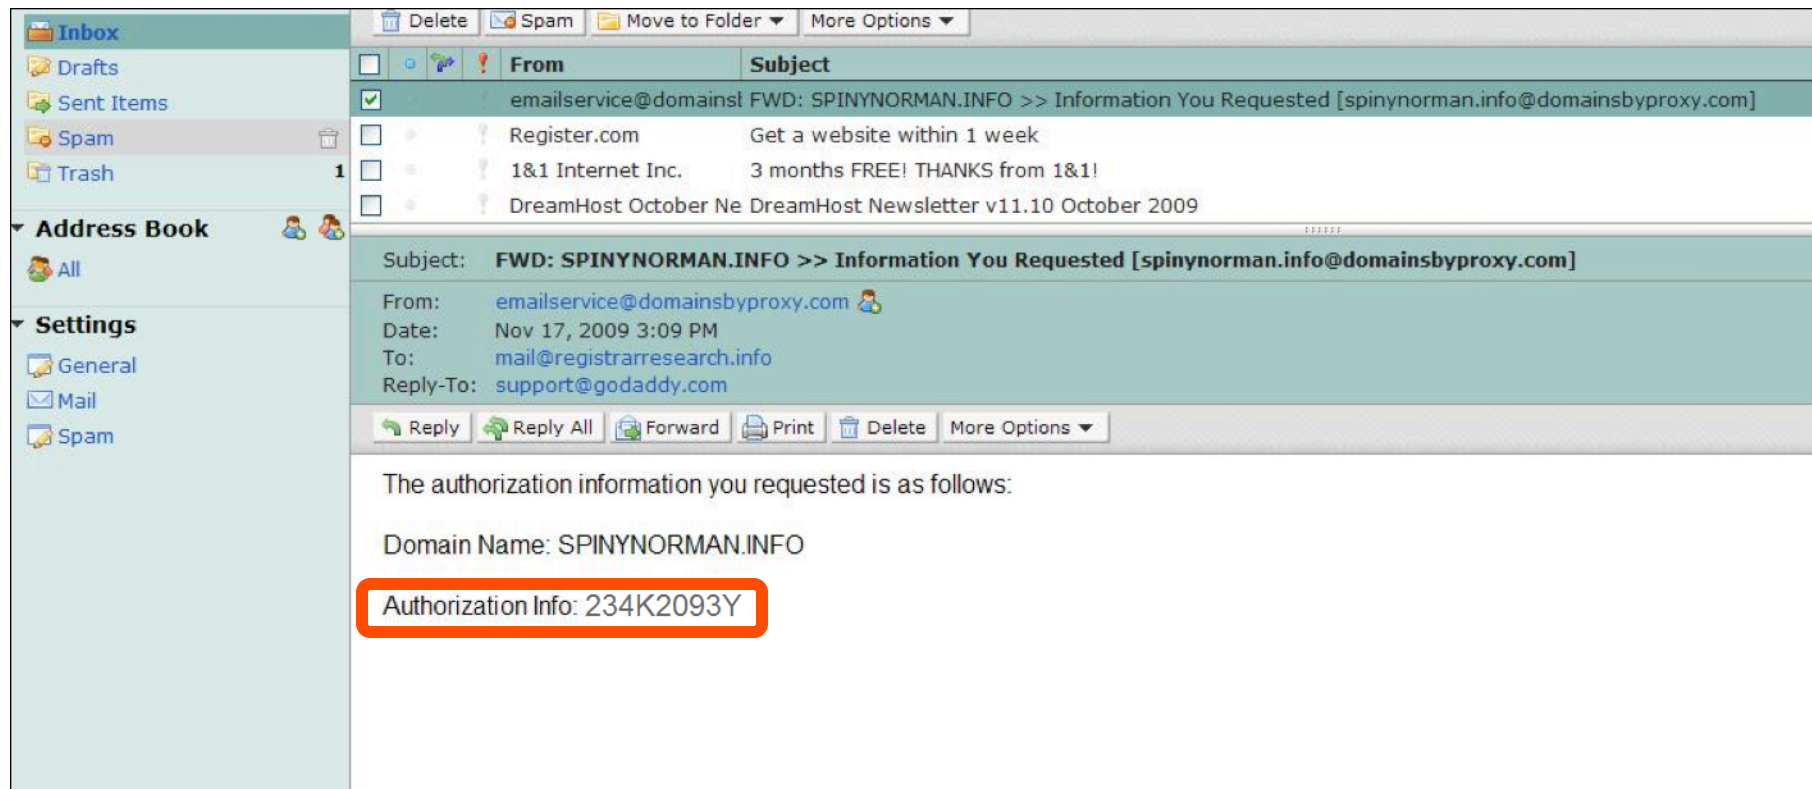 Inbox
Drafts
Sent Items
Spam
Trash 1
Address Book
All
Settings
General
Mail
Spam
Delete Spam Move to Folder More Options
From Subject
emailservice@domainsl FWD: SPINYNORMAN.INFO >> Information You Requested [spinynorman.info@domainsbyproxy.com]
Register.com Get a website within 1 week
1&1 Internet Inc. 3 months FREE! THANKS from 1&1!
DreamHost October Ne DreamHost Newsletter v11.10 October 2009
Subject: FWD: SPINYNORMAN.INFO >> Information You Requested [spinynorman.info@domainsbyproxy.com]
From: emailservice@domainsbyproxy.com
Date: Nov 17, 2009 3:09 PM
To: mail@registrarresearch.info
Reply-To: support@godaddy.com
Reply Reply All Forward Print Delete More Options
The authorization information you requested is as follows:
Domain Name: SPINYNORMAN.INFO
Authorization Info: 234K2093Y